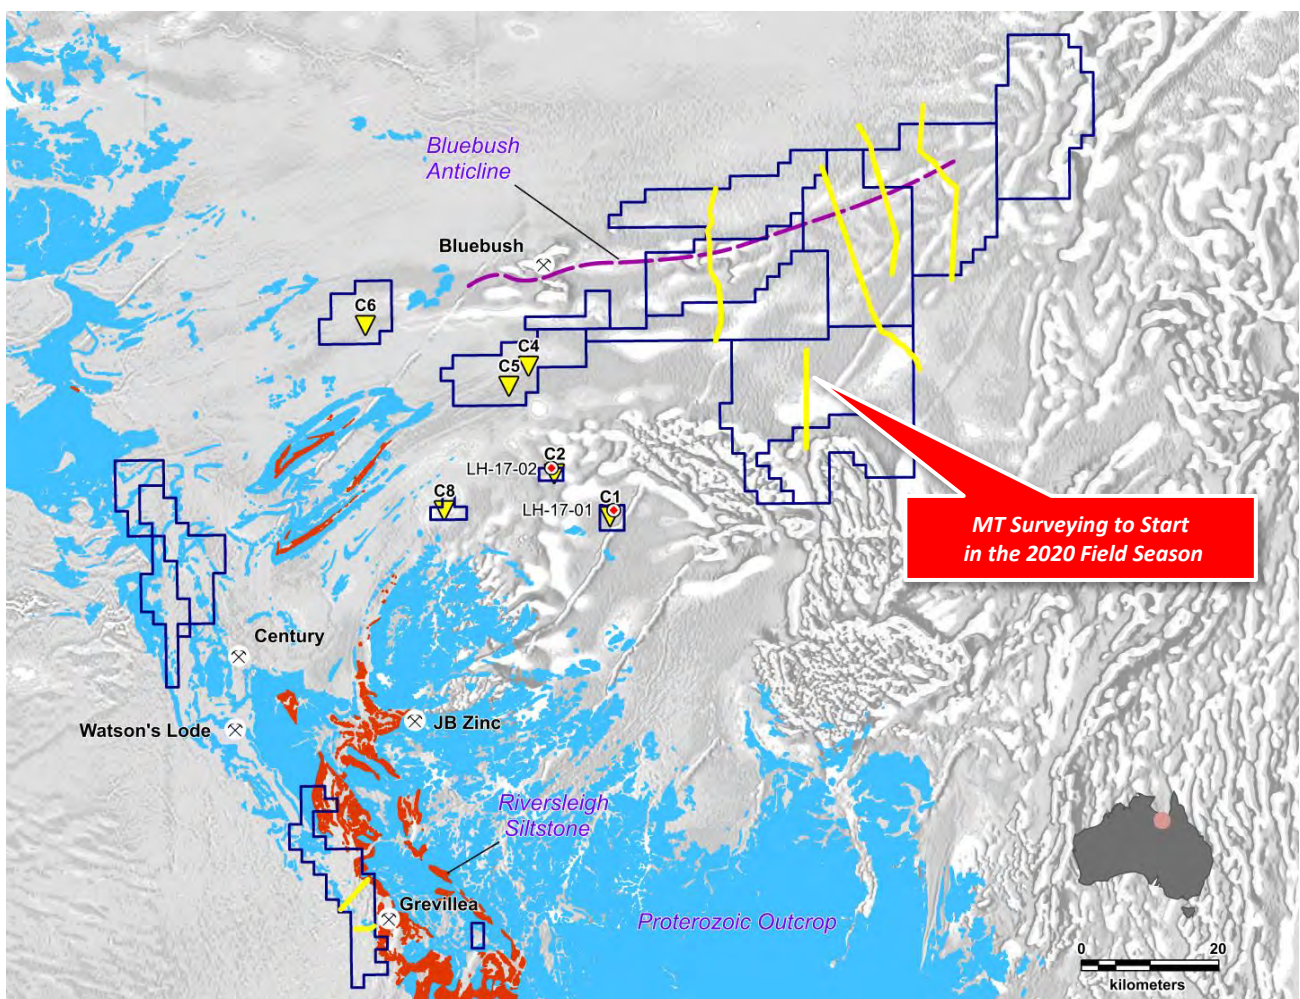 Bluebush
Anticline
Bluebush
C6
C4
C5
C2
LH-17-02
C8
C1
LH-17-01
MT Surveying to Start
in the 2020 Field Season
Century
Watson's Lode
JB Zinc
Riversleigh
Siltstone
Grevillea
Proterozoic Outcrop
0 20
kilometers